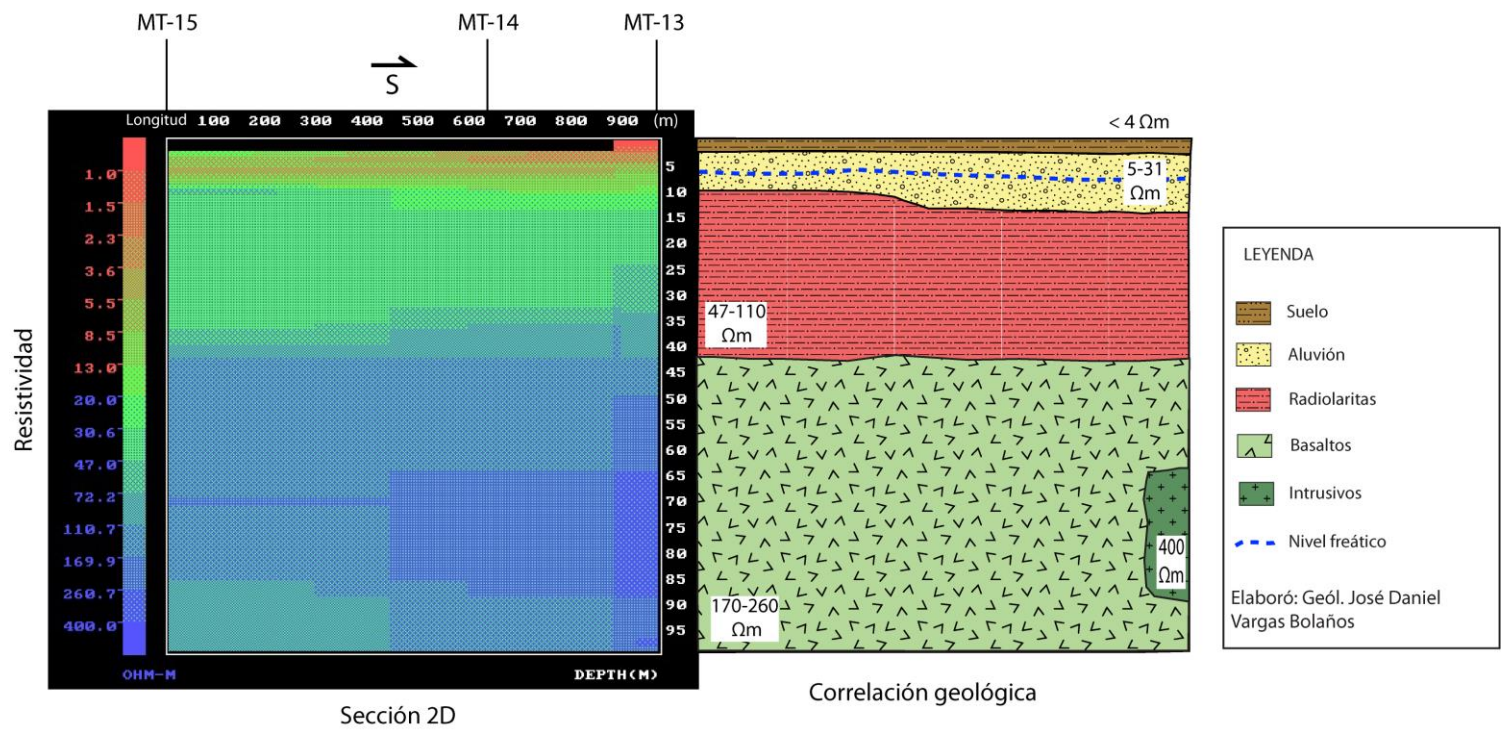 MT-15
MT-14
MT-13
S
Longitud 100 200 300 400 500 600 700 800 900 (m)
< 4 Ωm
5
10
15
20
25
30
35
40
45
50
55
60
65
70
75
80
85
90
95
1.0
1.5
2.3
3.6
5.5
8.5
13.0
20.0
30.6
47.0
72.2
110.7
169.9
260.7
400.0
Resistividad
OHM-M
DEPTH(M)
Sección 2D
5-31
Ωm
47-110
Ωm
400
Ωm
170-260
Ωm
Correlación geológica
LEYENDA
Suelo
Aluvión
Radiolaritas
Basaltos
Intrusivos
Nivel freático
Elaboró: Geól. José Daniel
Vargas Bolaños